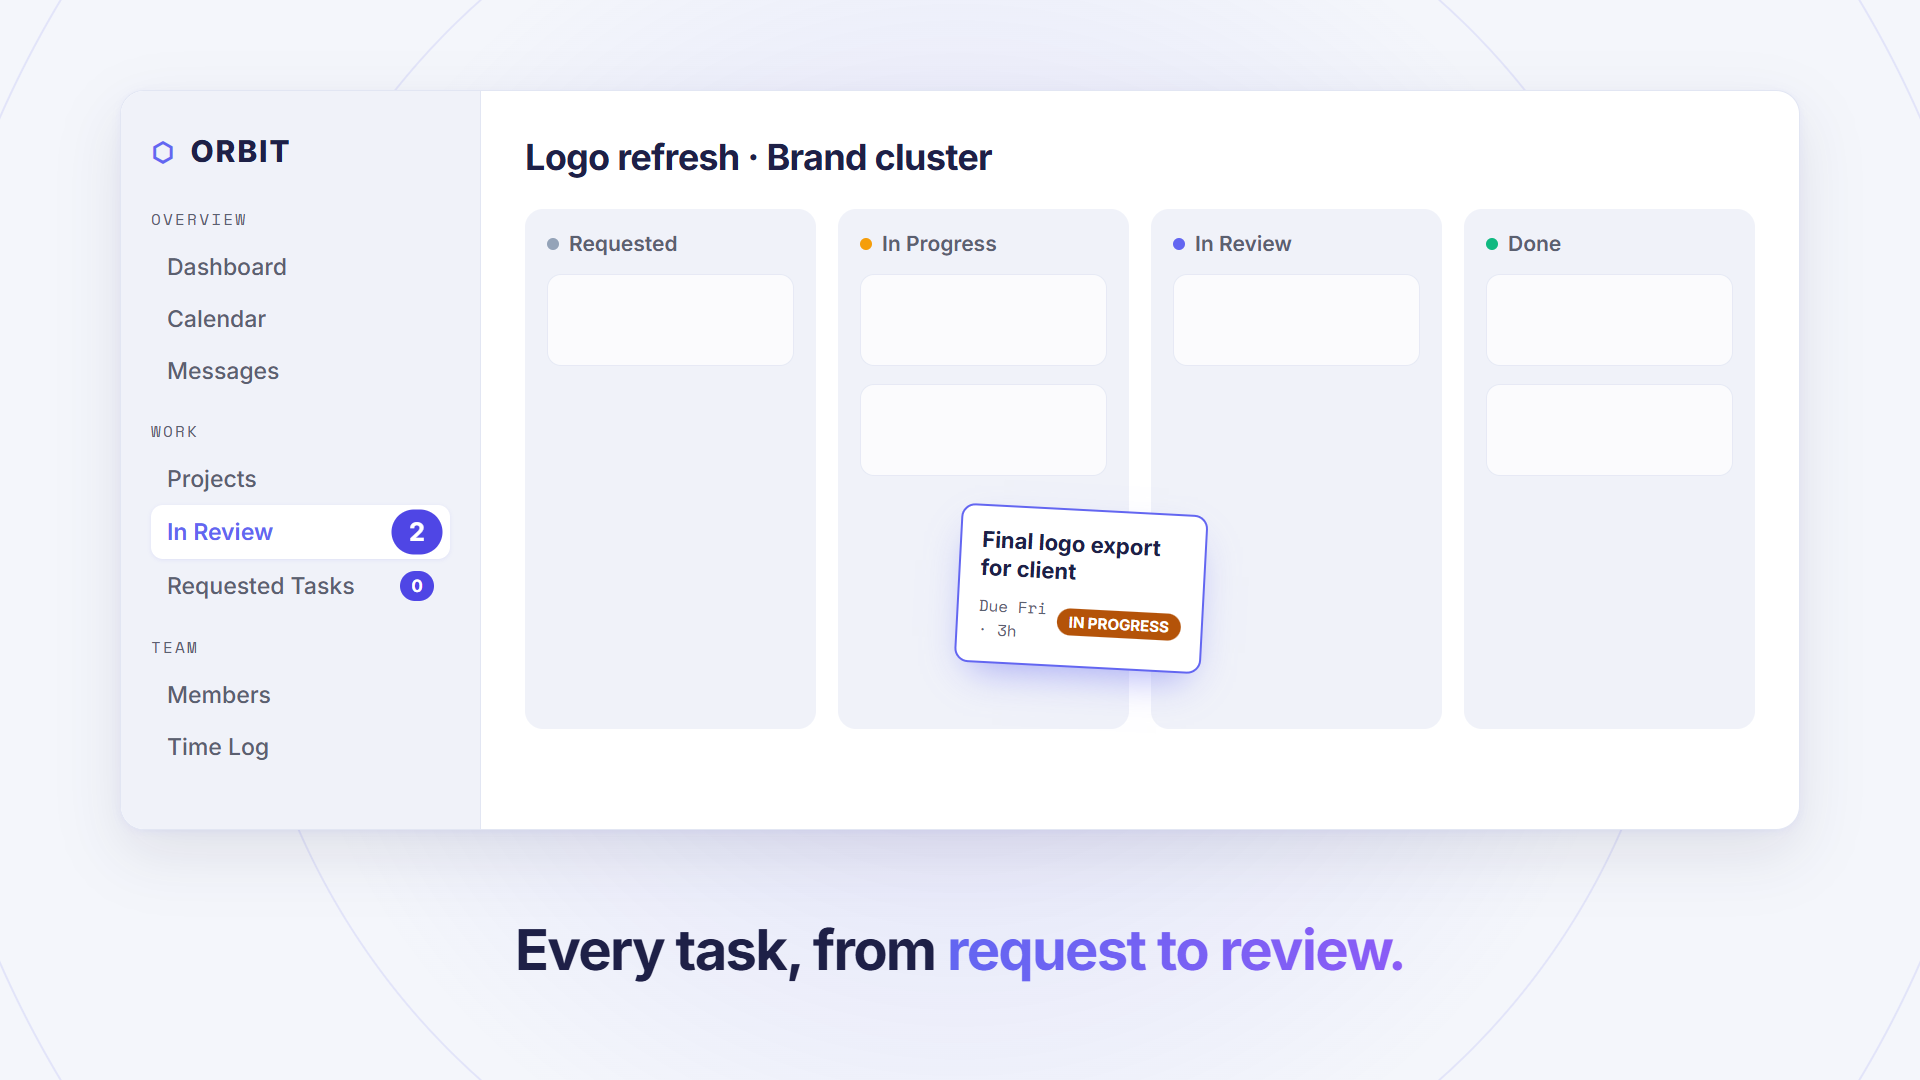 ORBIT
OVERVIEW
Dashboard
Calendar
Messages
WORK
Projects
In Review 2
Requested Tasks 0
TEAM
Members
Time Log
Logo refresh · Brand cluster
Requested
In Progress
In Review
Done
Final logo export
for client
Due Fri
· 3h
IN PROGRESS
Every task, from request to review.